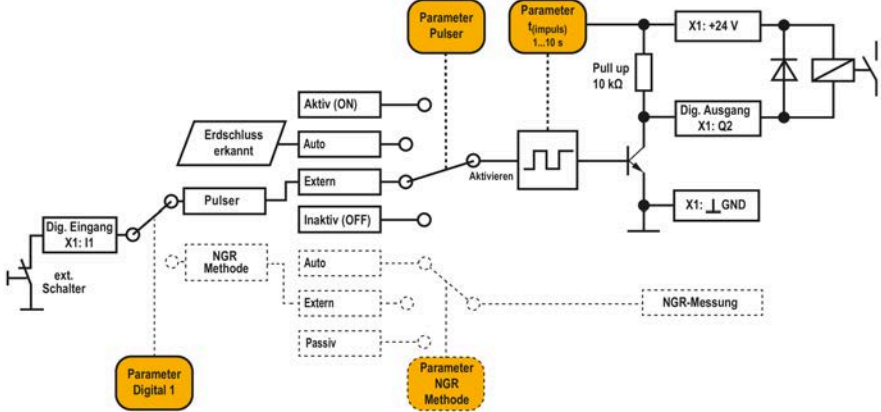 Parameter
Pulser
Parameter
t(impuls)
1...10 s
X1: +24 V
Pull up
10 kΩ
Aktiv (ON)
Erdschluss
erkannt
Auto
Dig. Ausgang
X1: Q2
Aktivieren
Extern
Pulser
X1: ⊥ GND
Inaktiv (OFF)
Dig. Eingang
X1: I1
ext.
Schalter
NGR
Methode
Auto
Extern
NGR-Messung
Passiv
Parameter
Digital 1
Parameter
NGR
Methode